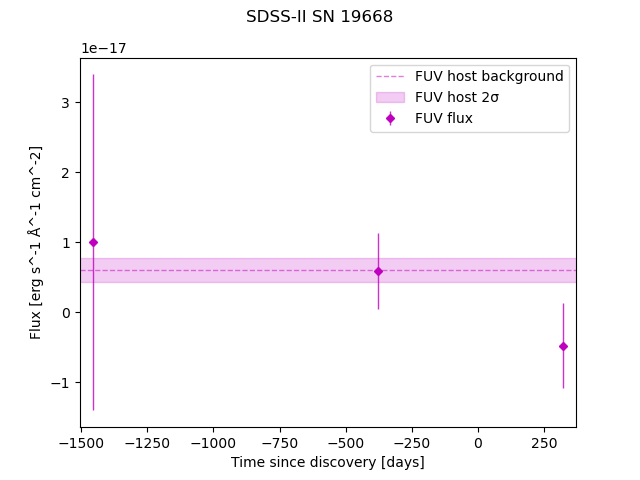 SDSS-II SN 19668
1e−17
FUV host background
FUV host 2σ
FUV flux
3
2
1
0
−1
Flux [erg s^-1 Å^-1 cm^-2]
−1500 −1250 −1000 −750 −500 −250 0 250
Time since discovery [days]